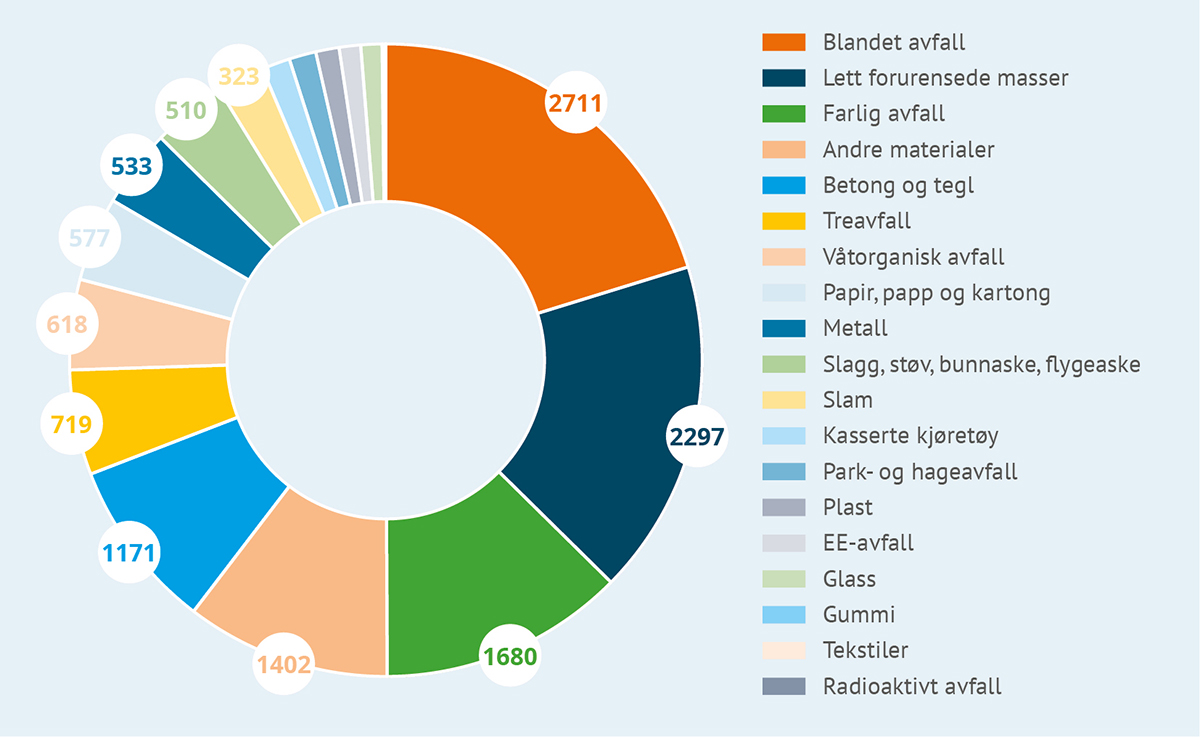 2711
2297
1680
1402
1171
719
618
577
533
510
323
Blandet avfall
Lett forurensede masser
Farlig avfall
Andre materialer
Betong og tegl
Treavfall
Våtorganisk avfall
Papir, papp og kartong
Metall
Slagg, støv, bunnaske, flygeaske
Slam
Kasserte kjøretøy
Park- og hageavfall
Plast
EE-avfall
Glass
Gummi
Tekstiler
Radioaktivt avfall